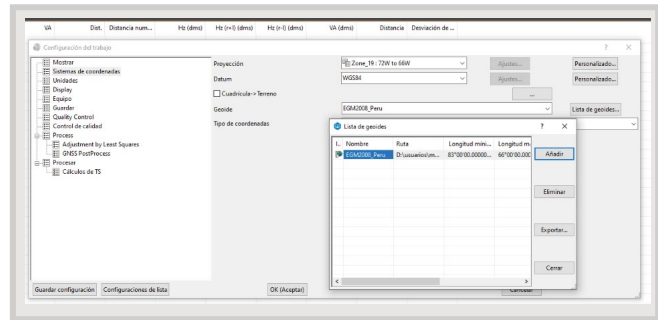 VA Dist. Distancia num... Hz (dms) Hz (r+l) (dms) Hz (r-l) (dms) VA (dms) Distancia Desviación de ...
Configuración del trabajo ? ×
Mostrar
Sistemas de coordenadas
Unidades
Display
Equipo
Guarder
Quality Control
Control de calidad
Process
Adjustment by Least Squares
GNSS PostProcess
Procesar
Cálculos de TS
Proyección Zone_19 : 72W to 66W Ajustes... Personalizado...
Datum WGS84 Ajustes... Personalizado...
Cuadrícula->Terreno ...
Geoide EGM2008_Peru Lista de geoides...
Tipo de coordenadas
Lista de geoides ? ×
I.. Nombre Ruta Longitud míni... Longitud m
EGM2008_Peru D:\usuarios\m... 83°00'00.00000... 66°00'00.000
Añadir
Eliminar
Exportar...
Cerrar
Guardar configuración Configuraciones de lista OK (Aceptar) Cancelar